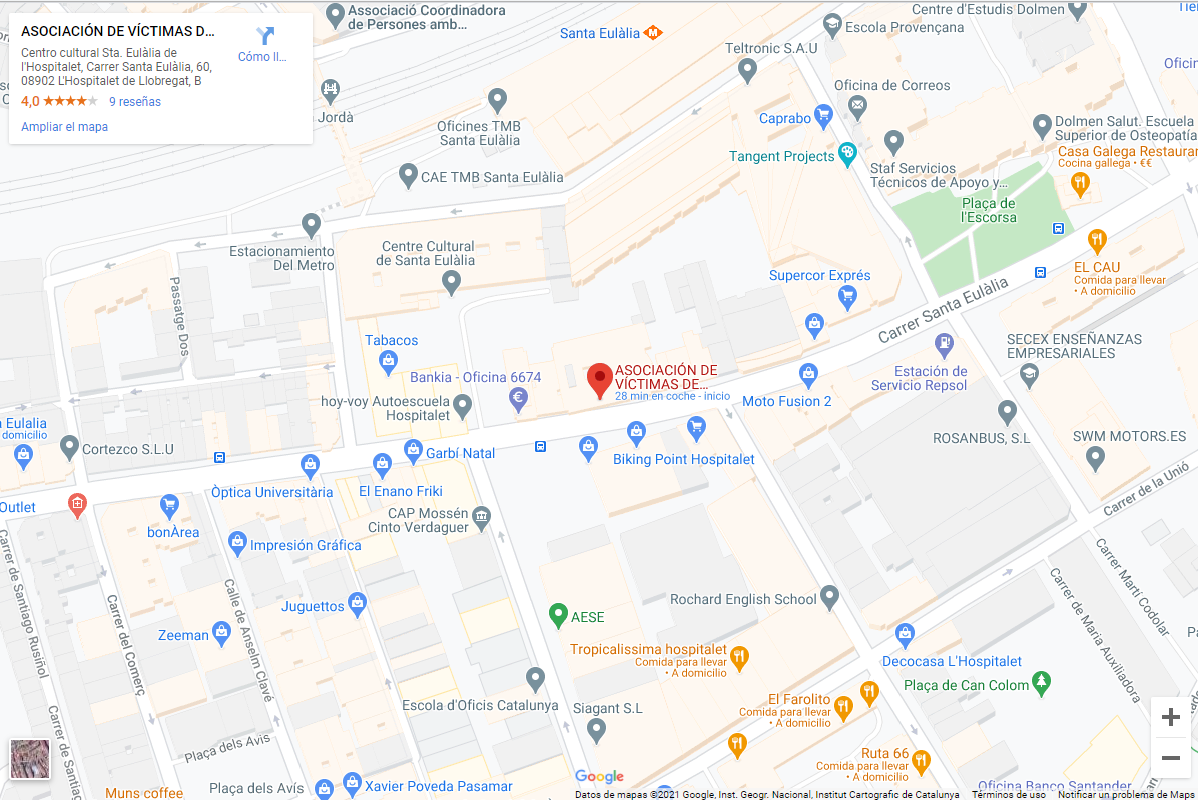 ASOCIACIÓN DE VÍCTIMAS D...
Centro cultural Sta. Eulàlia de
l'Hospitalet, Carrer Santa Eulàlia, 60,
08902 L'Hospitalet de Llobregat, B
4,0
9 reseñas
Ampliar el mapa
Cómo ll...
Associació Coordinadora
de Persones amb...
Santa Eulàlia
M
Teltronic S.A.U
Escola Provençana
Centre d'Estudis Dolmen
Oficina de Correos
Caprabo
Tangent Projects
Staf Servicios
Técnicos de Apoyo y...
Dolmen Salut. Escuela
Superior de Osteopatía
Casa Galega Restaurar
Cocina gallega • €€
Plaça de
l'Escorsa
Jordà
Oficines TMB
Santa Eulàlia
CAE TMB Santa Eulàlia
Estacionamiento
Del Metro
Centre Cultural
de Santa Eulàlia
Passatge Dos
Supercor Exprés
EL CAU
Comida para llevar
• A domicilio
Carrer Santa Eulàlia
Tabacos
Bankia - Oficina 6674
€
ASOCIACIÓN DE
VÍCTIMAS DE...
28 min en coche - inicio
hoy-voy Autoescuela
Hospitalet
Moto Fusion 2
Estación de
Servicio Repsol
SECEX ENSEÑANZAS
EMPRESARIALES
ROSANBUS, S.L
SWM MOTORS.ES
Carrer de la Unió
a Eulalia
domicilio
Cortezco S.L.U
Garbí Natal
Biking Point Hospitalet
Òptica Universitària
El Enano Friki
CAP Mossén
Cinto Verdaguer
Outlet
bonÀrea
Impresión Gráfica
Juguettos
Zeeman
Carrer de Santiago Rusiñol
Carrer del Comerç
Calle de Anselm Clavé
AESE
Rochard English School
Carrer Martí Codolar
Carrer de Maria Auxiliadora
Tropicalissima hospitalet
Comida para llevar
• A domicilio
Decocasa L'Hospitalet
Plaça de Can Colom
Escola d'Oficis Catalunya
Siagant S.L
El Farolito
Comida para llevar
• A domicilio
Ruta 66
Comida para llevar
• A domicilio
Carrer de Santia
Plaça dels Avis
Plaça dels Avis
Muns coffee
Xavier Poveda Pasamar
Oficina Banco Santander
Google
Datos de mapas ©2021 Google, Inst. Geogr. Nacional, Institut Cartografic de Catalunya
Términos de uso
Notificar un problema de Maps